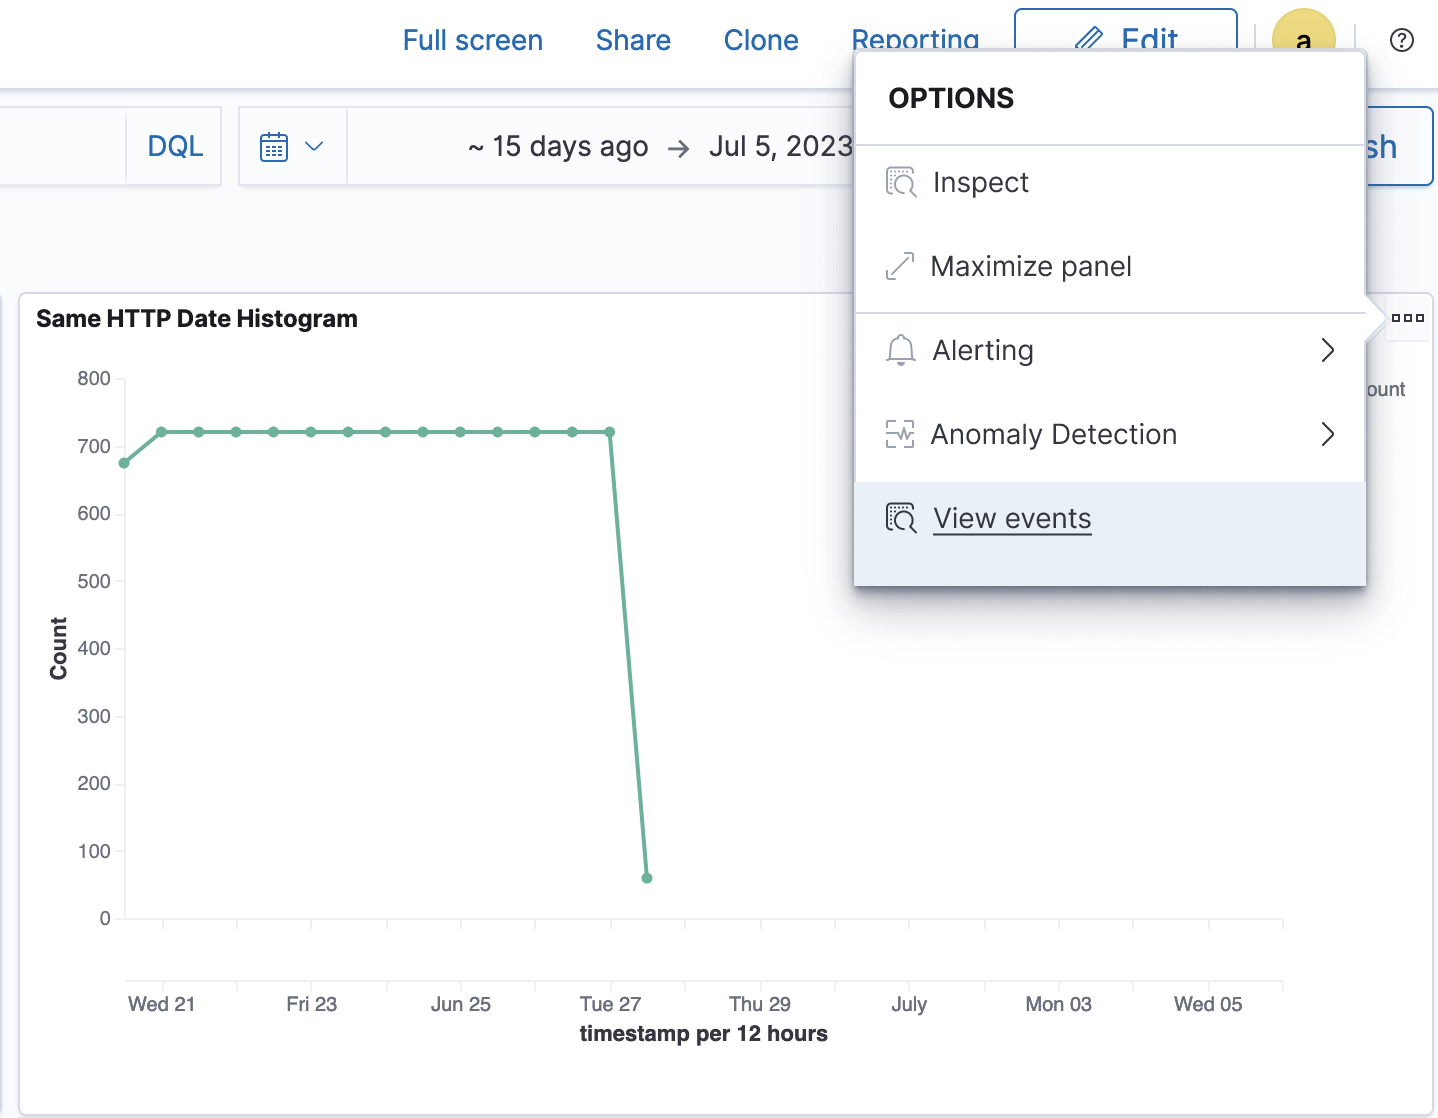 Full screen Share Clone Reporting Edit a
DQL ~ 15 days ago → Jul 5, 2023
OPTIONS
Inspect
Maximize panel
Alerting
Anomaly Detection
View events
Same HTTP Date Histogram
800
700
600
500
400
300
200
100
0
Count
Wed 21 Fri 23 Jun 25 Tue 27 Thu 29 July Mon 03 Wed 05
timestamp per 12 hours